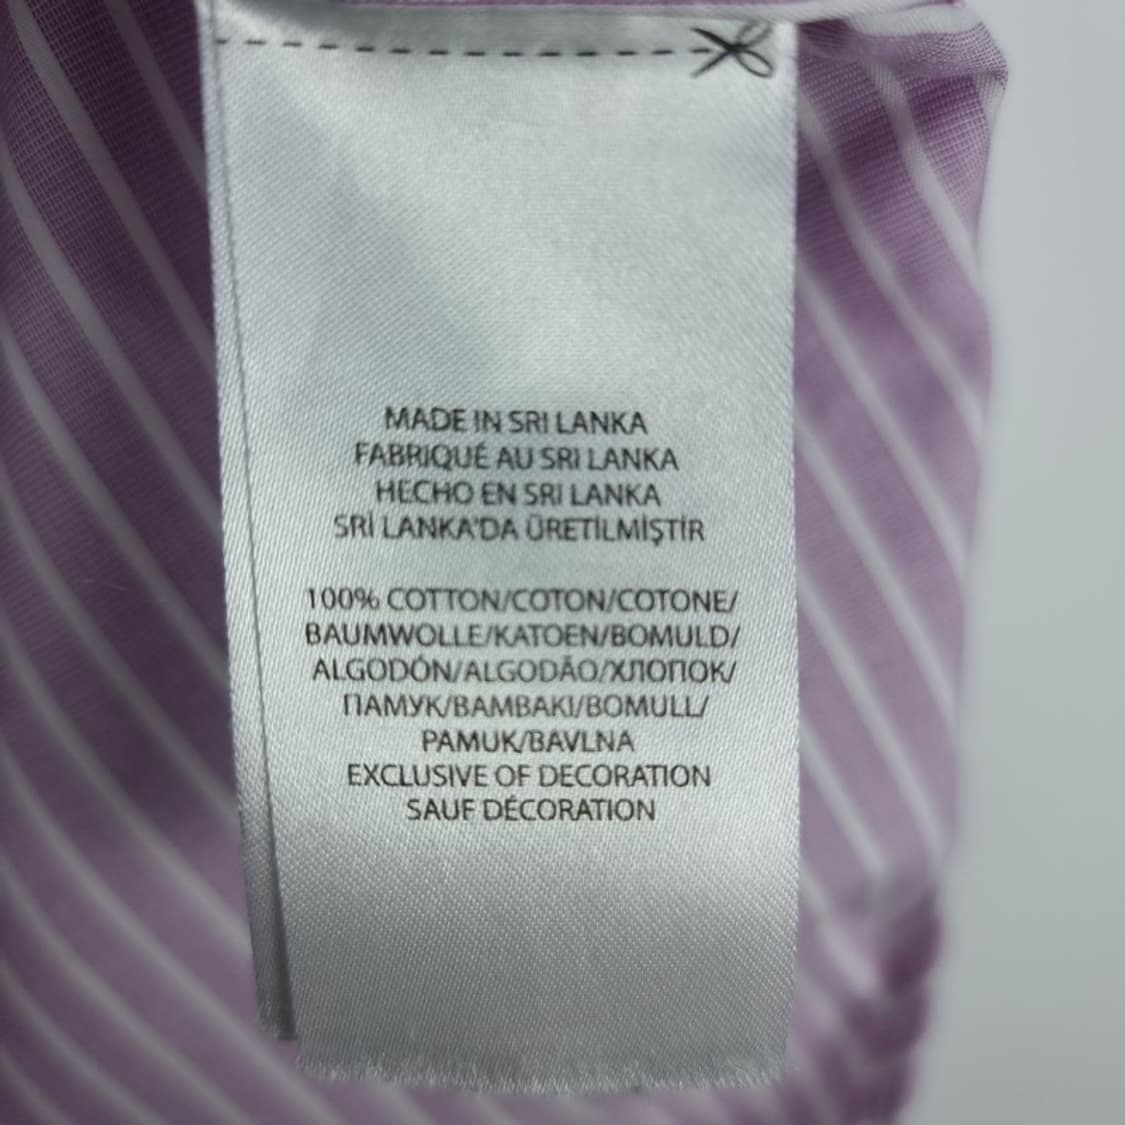 MADE IN SRI LANKA
FABRIQUÉ AU SRI LANKA
HECHO EN SRI LANKA
SRİ LANKA'DA ÜRETİLMİŞTİR
100% COTTON/COTON/COTONE/
BAUMWOLLE/KATOEN/BOMULD/
ALGODÓN/ALGODÃO/ХЛОПОК/
ПАМУК/ΒΑΜΒΑΚΙ/BOMULL/
PAMUK/BAVLNA
EXCLUSIVE OF DECORATION
SAUF DÉCORATION